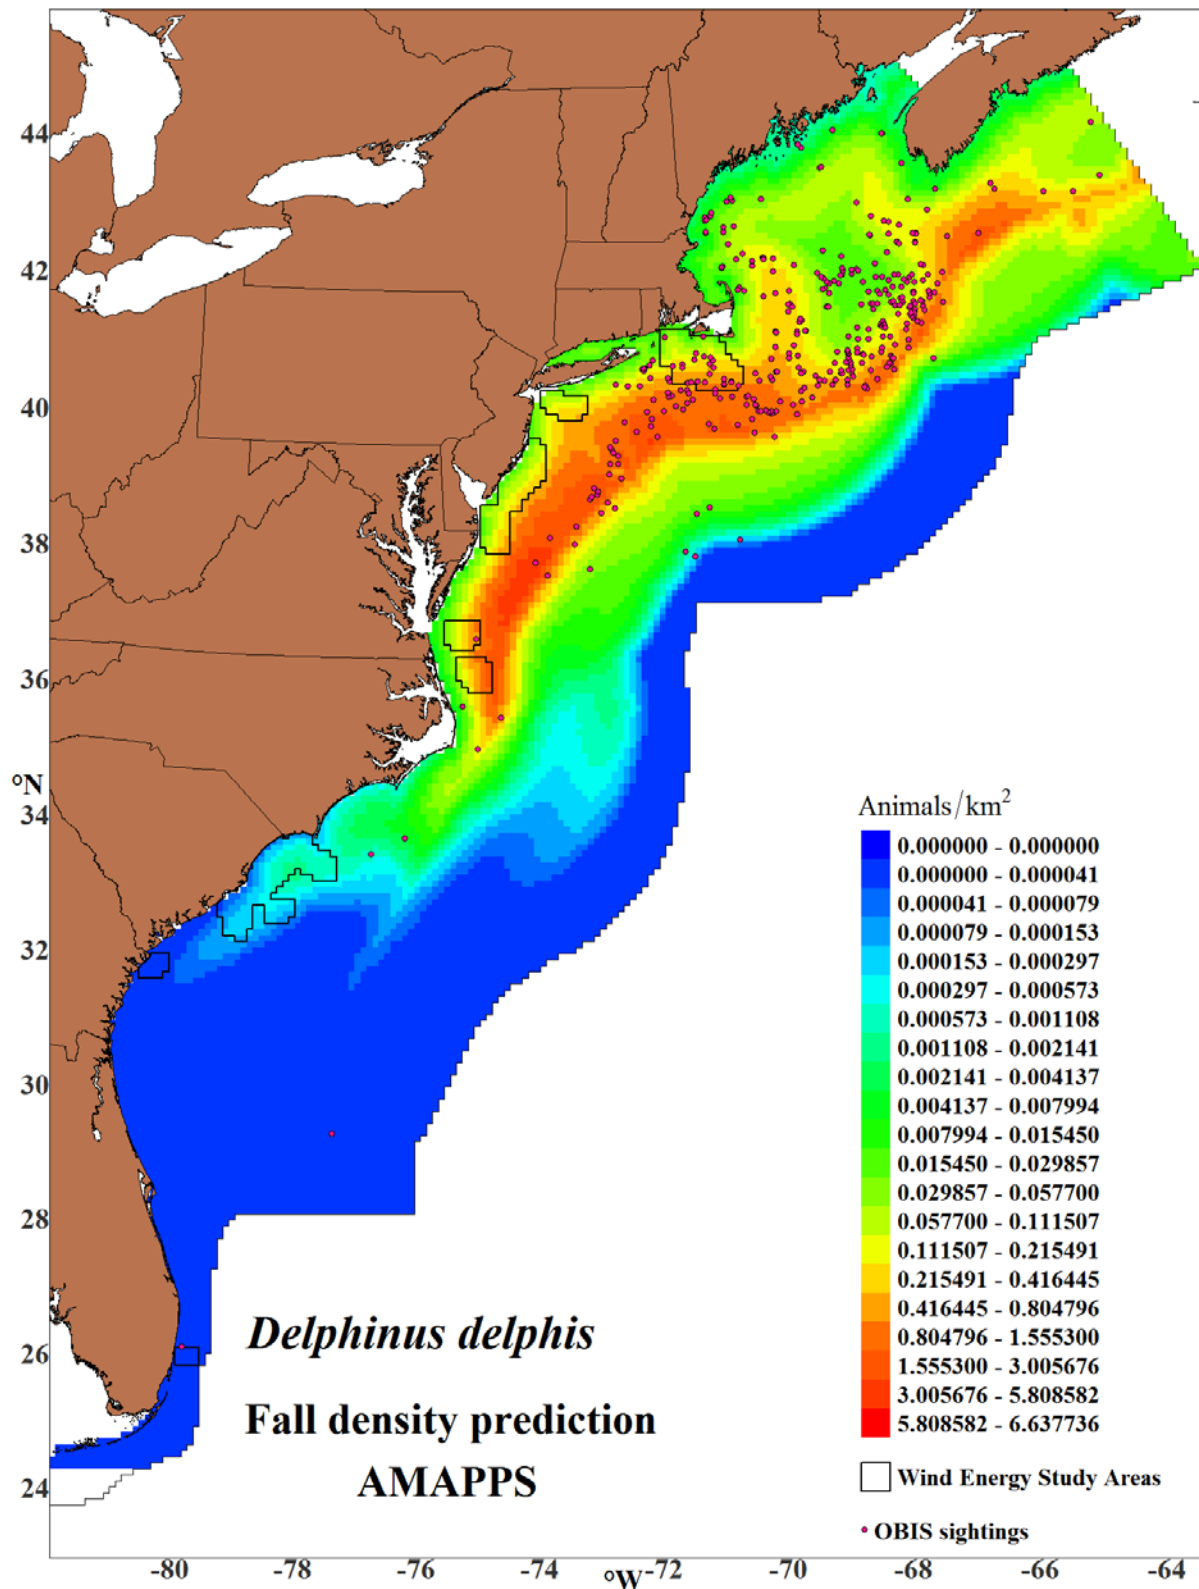 44
42
40
38
36
°N
34
32
30
28
26
24
Animals/km²
0.000000 - 0.000000
0.000000 - 0.000041
0.000041 - 0.000079
0.000079 - 0.000153
0.000153 - 0.000297
0.000297 - 0.000573
0.000573 - 0.001108
0.001108 - 0.002141
0.002141 - 0.004137
0.004137 - 0.007994
0.007994 - 0.015450
0.015450 - 0.029857
0.029857 - 0.057700
0.057700 - 0.111507
0.111507 - 0.215491
0.215491 - 0.416445
0.416445 - 0.804796
0.804796 - 1.555300
1.555300 - 3.005676
3.005676 - 5.808582
5.808582 - 6.637736
Wind Energy Study Areas
OBIS sightings
Delphinus delphis
Fall density prediction
AMAPPS
-80 -78 -76 -74 °W -72 -70 -68 -66 -64